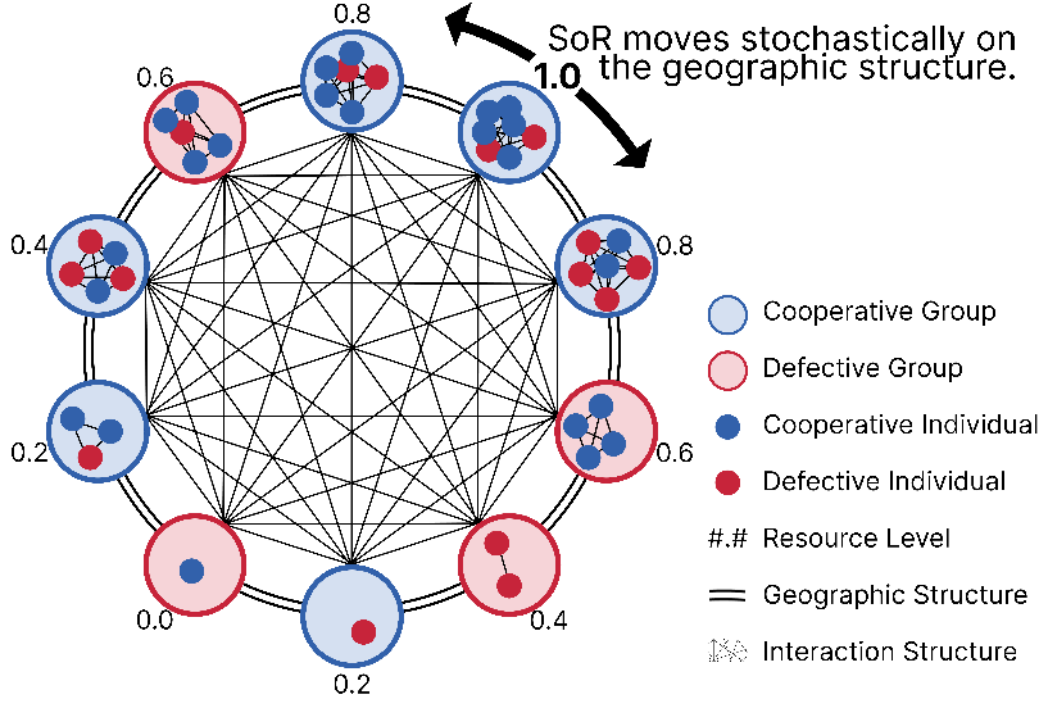 0.8
SoR moves stochastically on
the geographic structure.
1.0
0.6
0.4
0.8
0.2
0.6
0.0
0.4
0.2
Cooperative Group
Defective Group
Cooperative Individual
Defective Individual
#.# Resource Level
Geographic Structure
Interaction Structure